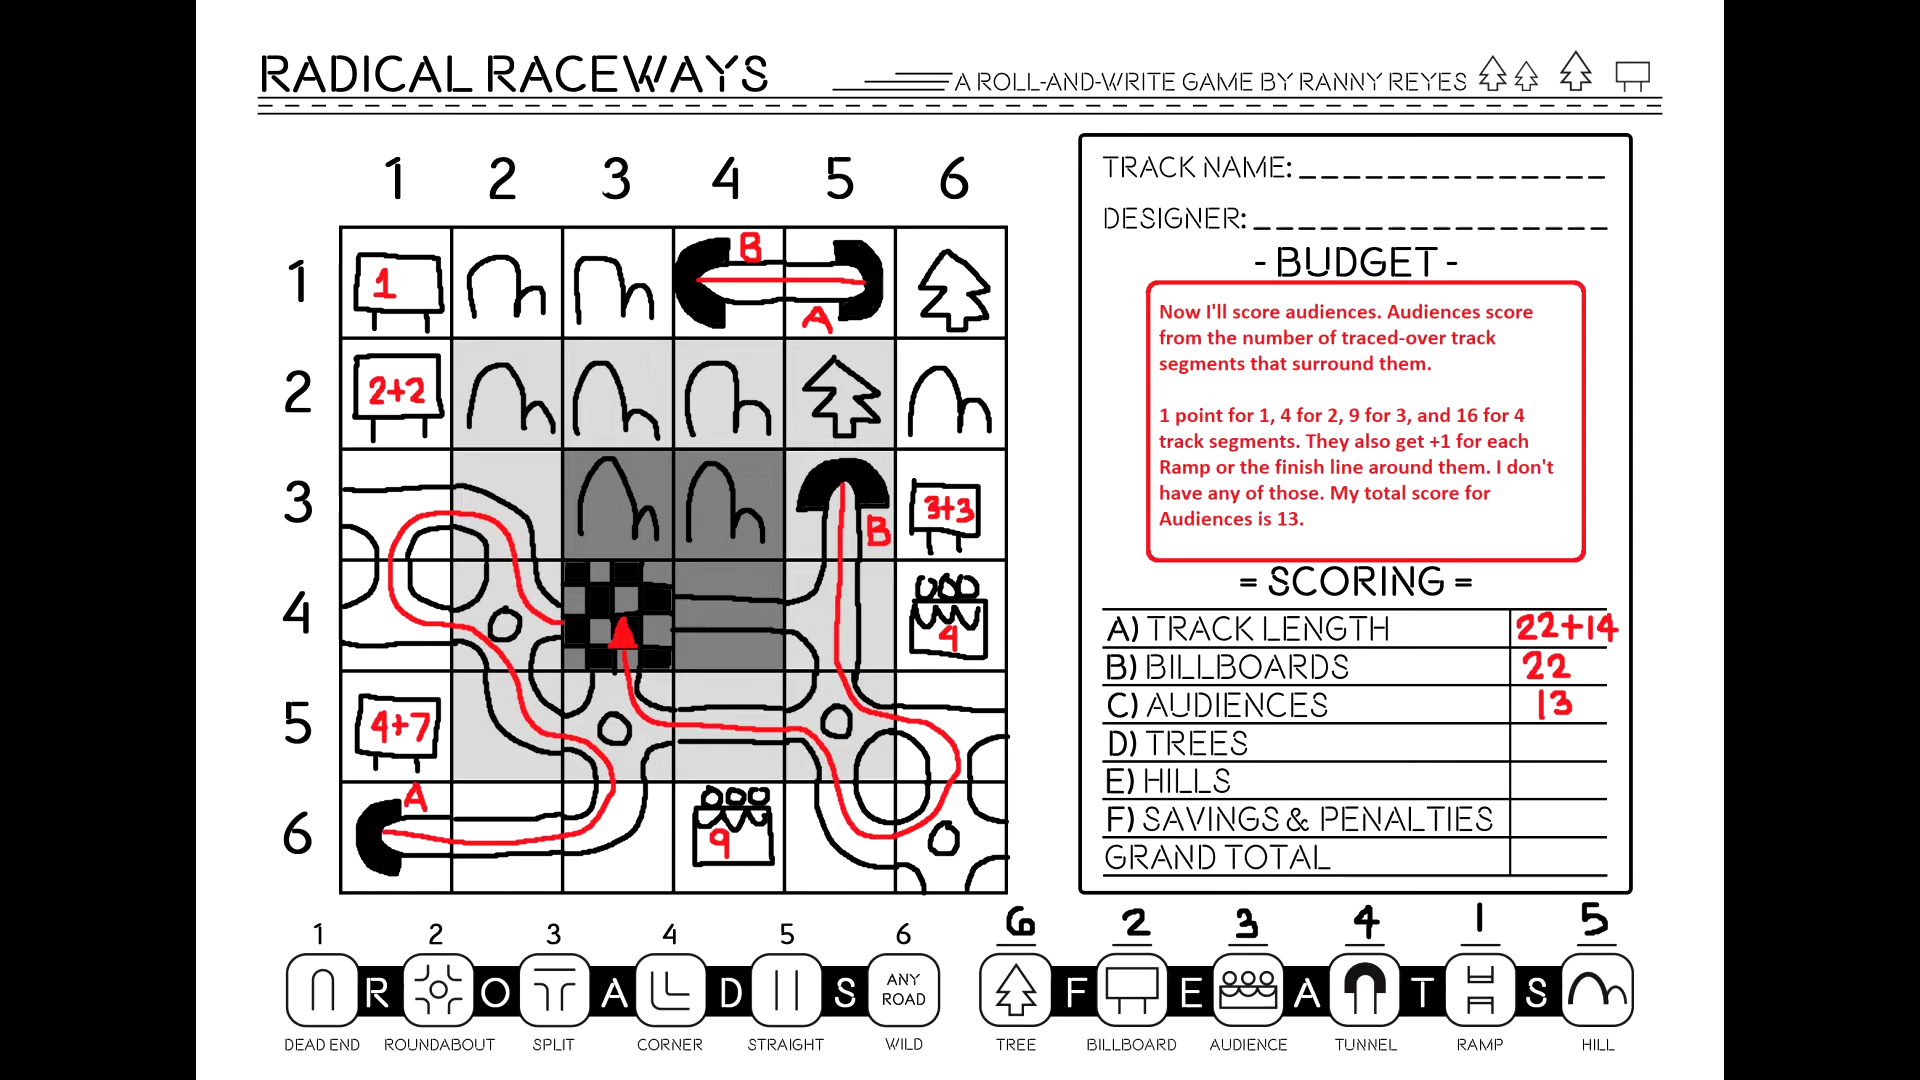 RADICAL RACEWAYS
A ROLL-AND-WRITE GAME BY RANNY REYES
TRACK NAME: _ _ _ _ _ _ _ _ _ _ _ _ _ _
DESIGNER: _ _ _ _ _ _ _ _ _ _ _ _ _ _ _ _
- BUDGET -
Now I'll score audiences. Audiences score
from the number of traced-over track
segments that surround them.
1 point for 1, 4 for 2, 9 for 3, and 16 for 4
track segments. They also get +1 for each
Ramp or the finish line around them. I don't
have any of those. My total score for
Audiences is 13.
= SCORING =
A) TRACK LENGTH 22+14
B) BILLBOARDS 22
C) AUDIENCES 13
D) TREES
E) HILLS
F) SAVINGS & PENALTIES
GRAND TOTAL
1 2 3 4 5 6
1 1 B A
2 2+2
3 B 3+3
4 4
5 4+7
6 A 9
1 2 3 4 5 6
R O A D S
ANY
ROAD
DEAD END ROUNDABOUT SPLIT CORNER STRAIGHT WILD
6 2 3 4 1 5
F E A T S
TREE BILLBOARD AUDIENCE TUNNEL RAMP HILL